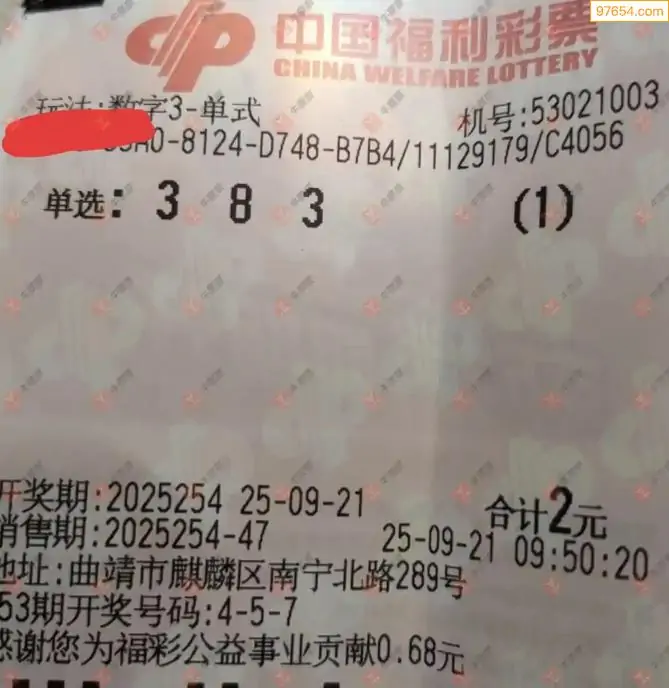 97654.com
中国福利彩票
CHINA WELFARE LOTTERY
玩法:数字3-单式
机号:53021003
0-8124-D748-B7B4/11129179/C4056
单选: 3 8 3 (1)
开奖期:2025254 25-09-21 合计2元
销售期:2025254-47 25-09-21 09:50:20
地址:曲靖市麒麟区南宁北路289号
53期开奖号码:4-5-7
感谢您为福彩公益事业贡献0.68元